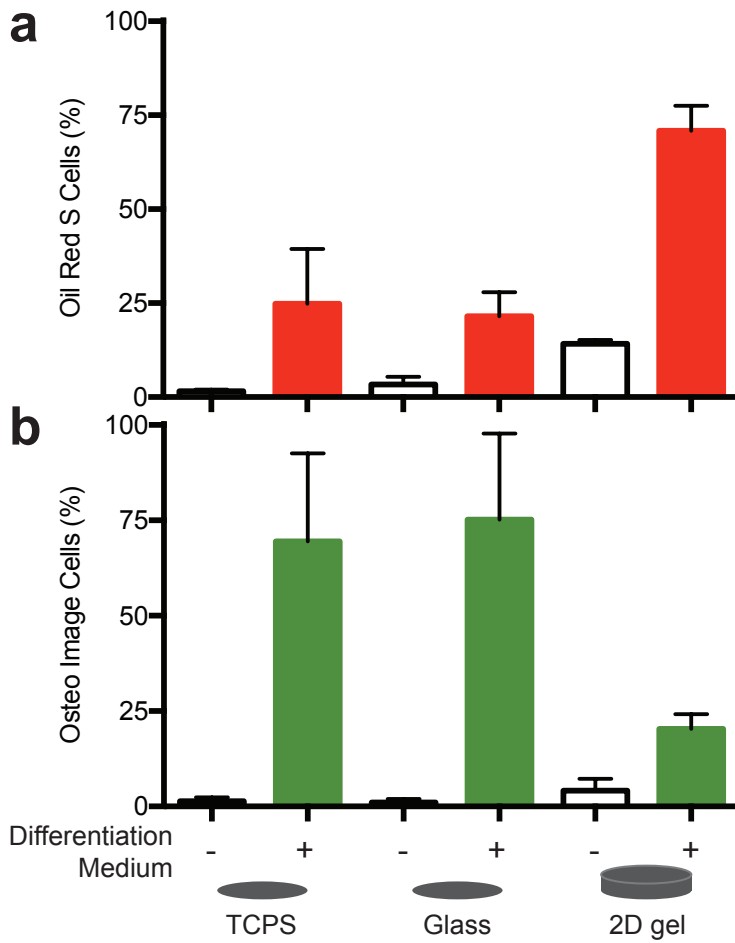 a
Oil Red S Cells (%)
100
75
50
25
0
b
Osteo Image Cells (%)
100
75
50
25
0
Differentiation
Medium
- + - + - +
TCPS Glass 2D gel